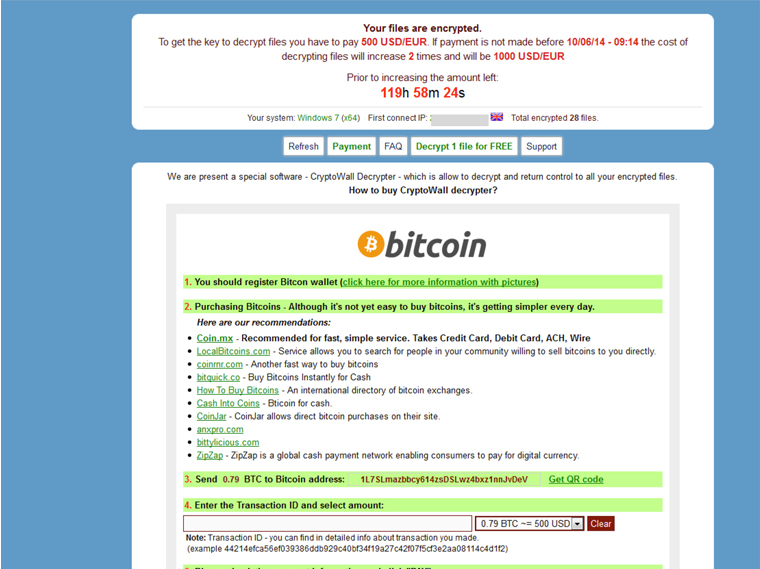 Your files are encrypted.
To get the key to decrypt files you have to pay 500 USD/EUR. If payment is not made before 10/06/14 - 09:14 the cost of
decrypting files will increase 2 times and will be 1000 USD/EUR
Prior to increasing the amount left:
119h 58m 24s
Your system: Windows 7 (x64) First connect IP: Total encrypted 28 files.
Refresh Payment FAQ Decrypt 1 file for FREE Support
We are present a special software - CryptoWall Decrypter - which is allow to decrypt and return control to all your encrypted files.
How to buy CryptoWall decrypter?
bitcoin
1. You should register Bitcon wallet (click here for more information with pictures)
2. Purchasing Bitcoins - Although it's not yet easy to buy bitcoins, it's getting simpler every day.
Here are our recommendations:
• Coin.mx - Recommended for fast, simple service. Takes Credit Card, Debit Card, ACH, Wire
• LocalBitcoins.com - Service allows you to search for people in your community willing to sell bitcoins to you directly.
• coinrnr.com - Another fast way to buy bitcoins
• bitquick.co - Buy Bitcoins Instantly for Cash
• How To Buy Bitcoins - An international directory of bitcoin exchanges.
• Cash Into Coins - Bticoin for cash.
• CoinJar - CoinJar allows direct bitcoin purchases on their site.
• anxpro.com
• bittylicious.com
• ZipZap - ZipZap is a global cash payment network enabling consumers to pay for digital currency.
3. Send 0.79 BTC to Bitcoin address: 1L7SLmazbbcy614zsDSLwz4bxz1nnJvDeV Get QR code
4. Enter the Transaction ID and select amount:
0.79 BTC ~= 500 USD Clear
Note: Transaction ID - you can find in detailed info about transaction you made.
(example 44214efca56ef039386ddb929c40bf34f19a27c42f07f5cf3e2aa08114c4d1f2)